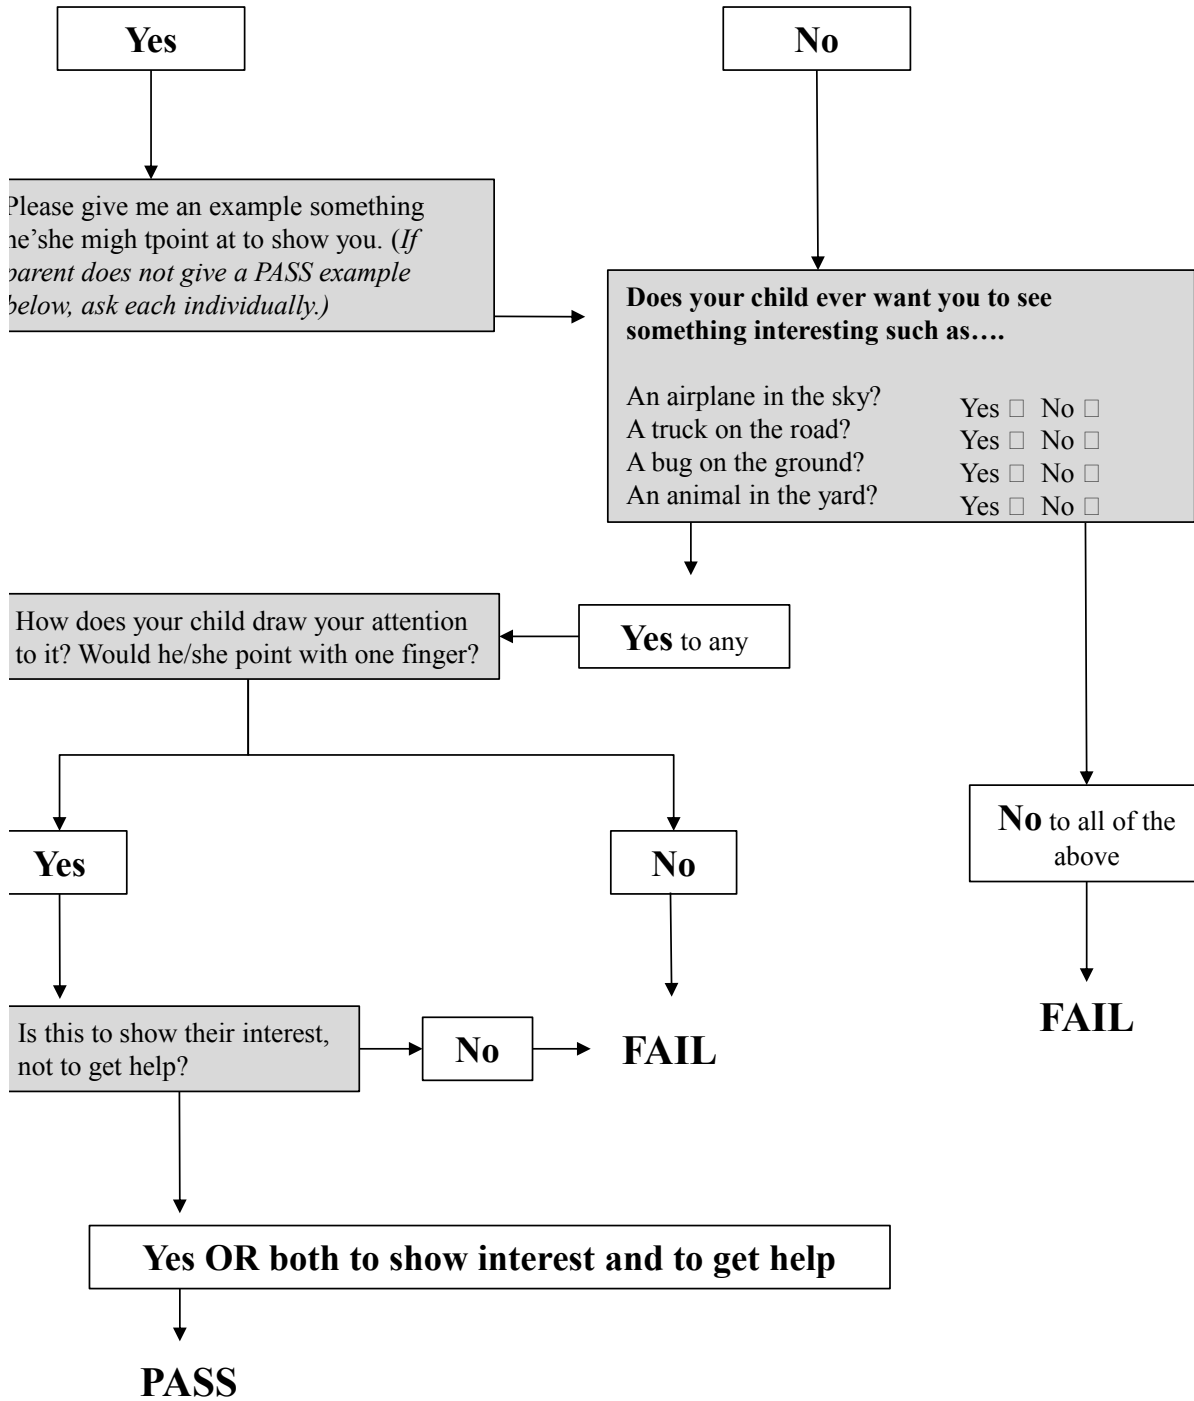 Yes
No
Please give me an example something
he'she migh tpoint at to show you. (If
parent does not give a PASS example
below, ask each individually.)
Does your child ever want you to see
something interesting such as….
An airplane in the sky? Yes □ No □
A truck on the road? Yes □ No □
A bug on the ground? Yes □ No □
An animal in the yard? Yes □ No □
How does your child draw your attention
to it? Would he/she point with one finger?
Yes to any
Yes
No
No to all of the
above
Is this to show their interest,
not to get help?
No
FAIL
FAIL
Yes OR both to show interest and to get help
PASS